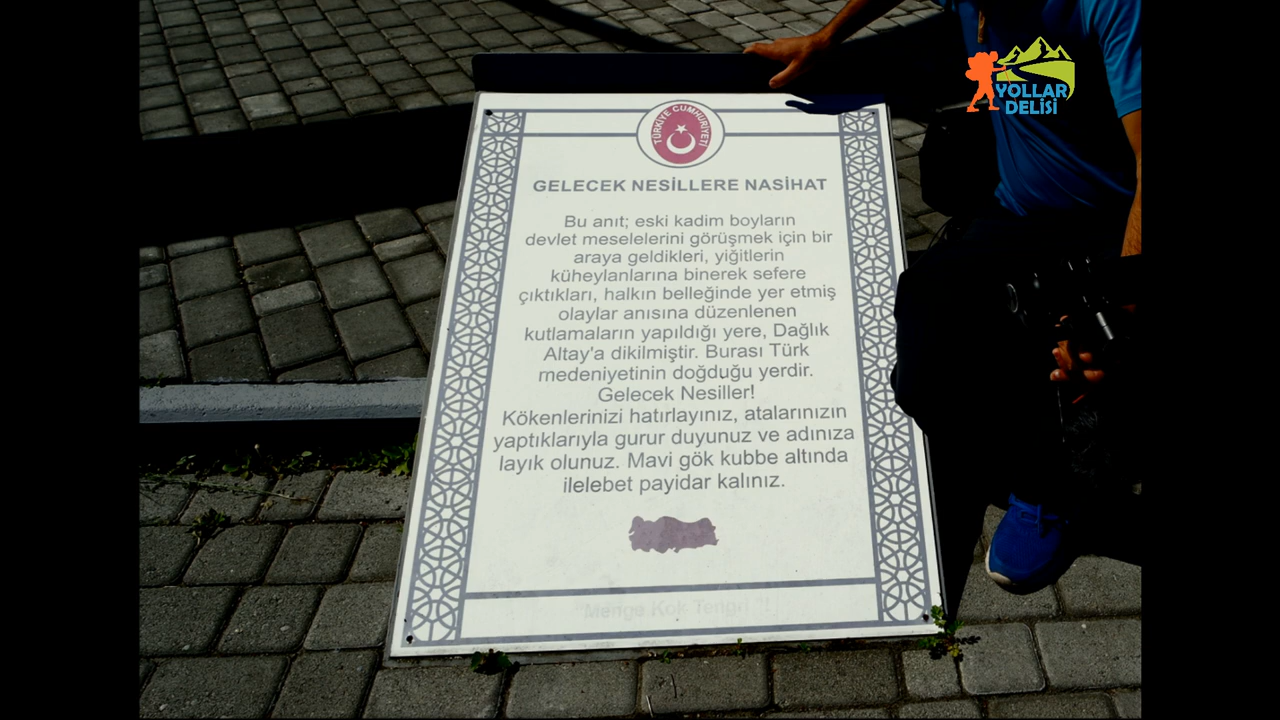 YOLLAR
DELİSİ
TÜRKİYE CUMHURİYETİ
GELECEK NESİLLERE NASİHAT
Bu anıt; eski kadim boyların
devlet meselelerini görüşmek için bir
araya geldikleri, yiğitlerin
küheylanlarına binerek sefere
çıktıkları, halkın belleğinde yer etmiş
olaylar anısına düzenlenen
kutlamaların yapıldığı yere, Dağlık
Altay'a dikilmiştir. Burası Türk
medeniyetinin doğduğu yerdir.
Gelecek Nesiller!
Kökenlerinizi hatırlayınız, atalarınızın
yaptıklarıyla gurur duyunuz ve adınıza
layık olunuz. Mavi gök kubbe altında
ilelebet payidar kalınız.
"Menge Kok Tengri "!